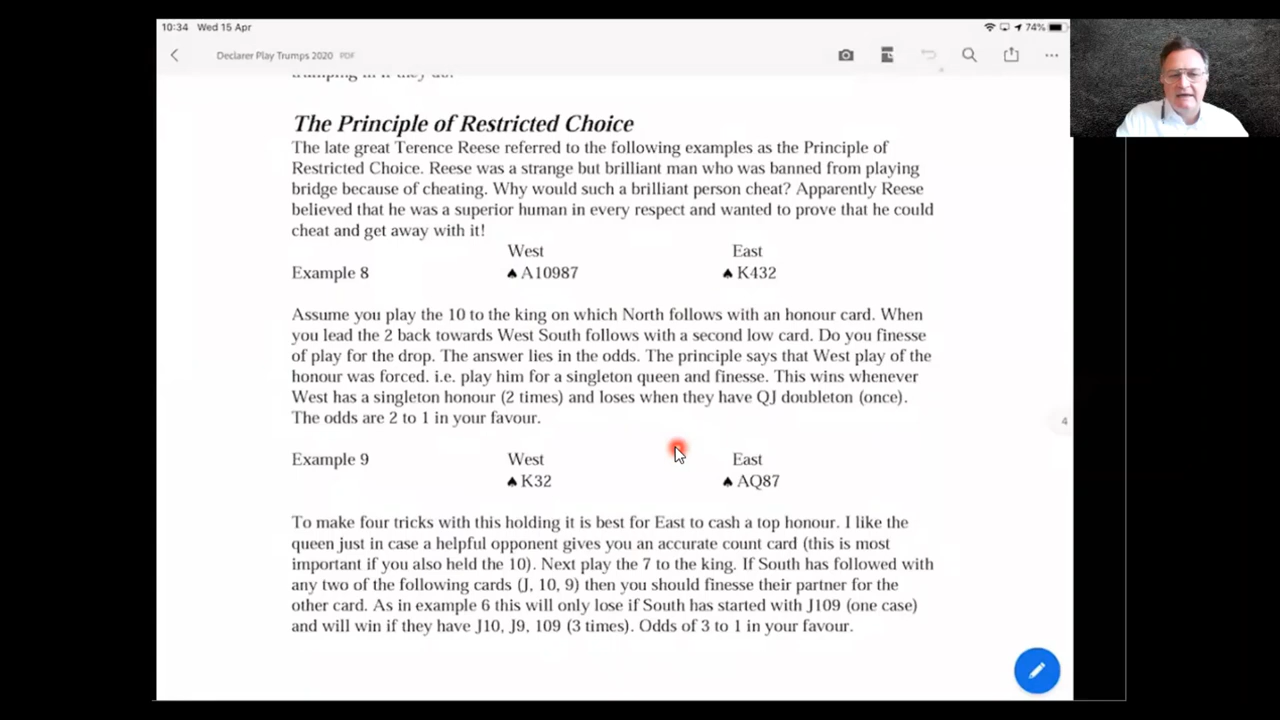 10:34 Wed 15 Apr
74%
Declarer Play Trumps 2020 PDF
trumping in if they do.
The Principle of Restricted Choice
The late great Terence Reese referred to the following examples as the Principle of
Restricted Choice. Reese was a strange but brilliant man who was banned from playing
bridge because of cheating. Why would such a brilliant person cheat? Apparently Reese
believed that he was a superior human in every respect and wanted to prove that he could
cheat and get away with it!
West East
Example 8 ♠ A10987 ♠ K432
Assume you play the 10 to the king on which North follows with an honour card. When
you lead the 2 back towards West South follows with a second low card. Do you finesse
of play for the drop. The answer lies in the odds. The principle says that West play of the
honour was forced. i.e. play him for a singleton queen and finesse. This wins whenever
West has a singleton honour (2 times) and loses when they have QJ doubleton (once).
The odds are 2 to 1 in your favour.
4
Example 9 West East
♠ K32 ♠ AQ87
To make four tricks with this holding it is best for East to cash a top honour. I like the
queen just in case a helpful opponent gives you an accurate count card (this is most
important if you also held the 10). Next play the 7 to the king. If South has followed with
any two of the following cards (J, 10, 9) then you should finesse their partner for the
other card. As in example 6 this will only lose if South has started with J109 (one case)
and will win if they have J10, J9, 109 (3 times). Odds of 3 to 1 in your favour.